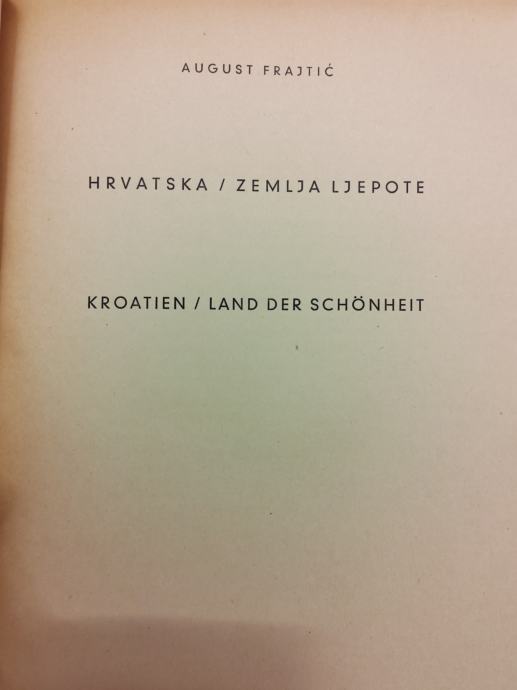 AUGUST FRAJTIĆ
HRVATSKA / ZEMLJA LJEPOTE
KROATIEN / LAND DER SCHÖNHEIT